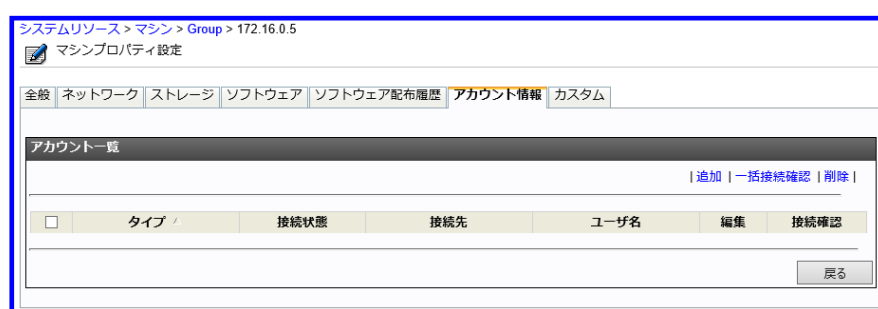 システムリソース > マシン > Group > 172.16.0.5
マシンプロパティ設定
全般 ネットワーク ストレージ ソフトウェア ソフトウェア配布履歴 アカウント情報 カスタム
アカウント一覧
| 追加 | 一括接続確認 | 削除 |
タイプ 接続状態 接続先 ユーザ名 編集 接続確認
戻る